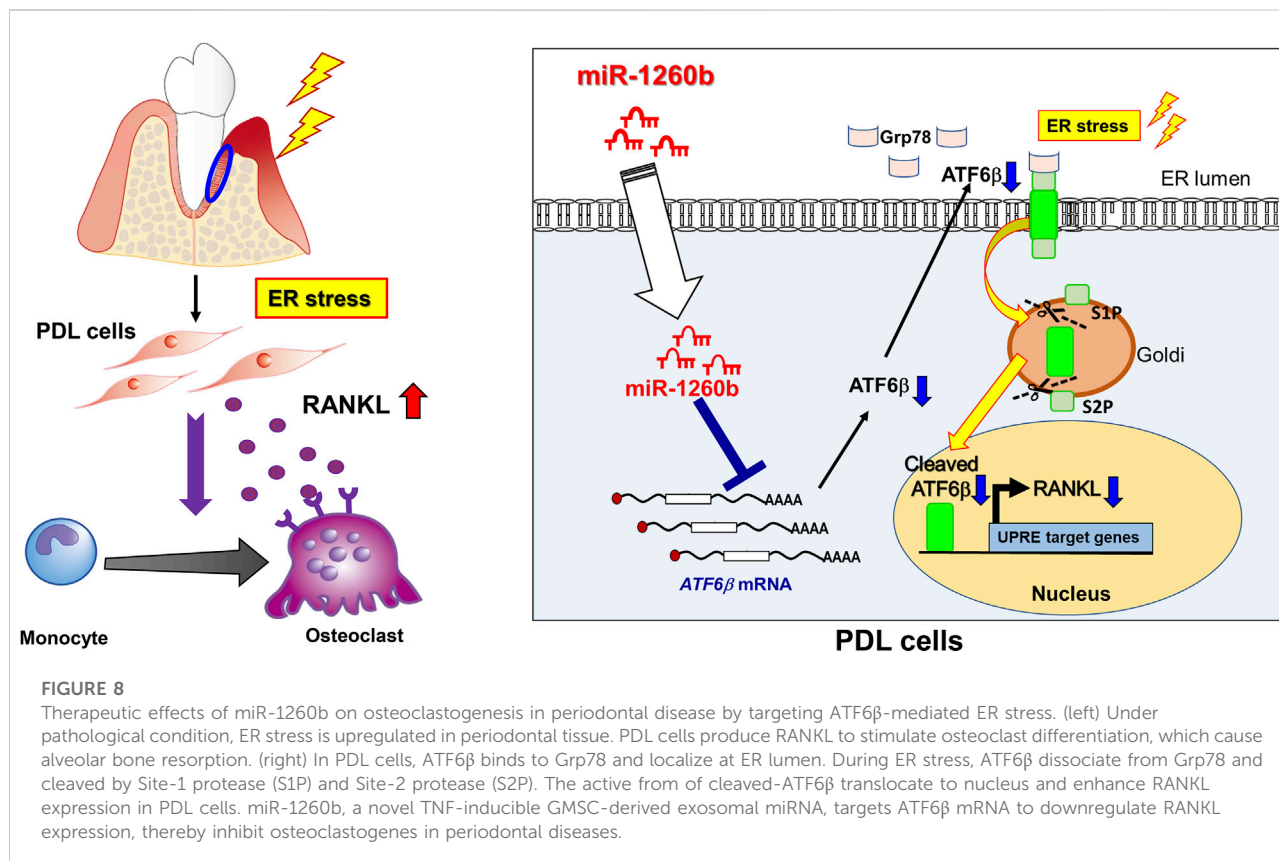 ER stress
PDL cells
RANKL
Monocyte
Osteoclast
miR-1260b
Grp78
ER stress
ATF6β
ER lumen
S1P
Goldi
S2P
miR-1260b
ATF6β
Cleaved
ATF6β
RANKL
UPRE target genes
Nucleus
AAAA
AAAA
AAAA
ATF6β mRNA
PDL cells
FIGURE 8
Therapeutic effects of miR-1260b on osteoclastogenesis in periodontal disease by targeting ATF6β-mediated ER stress. (left) Under
pathological condition, ER stress is upregulated in periodontal tissue. PDL cells produce RANKL to stimulate osteoclast differentiation, which cause
alveolar bone resorption. (right) In PDL cells, ATF6β binds to Grp78 and localize at ER lumen. During ER stress, ATF6β dissociate from Grp78 and
cleaved by Site-1 protease (S1P) and Site-2 protease (S2P). The active from of cleaved-ATF6β translocate to nucleus and enhance RANKL
expression in PDL cells. miR-1260b, a novel TNF-inducible GMSC-derived exosomal miRNA, targets ATF6β mRNA to downregulate RANKL
expression, thereby inhibit osteoclastogenes in periodontal diseases.